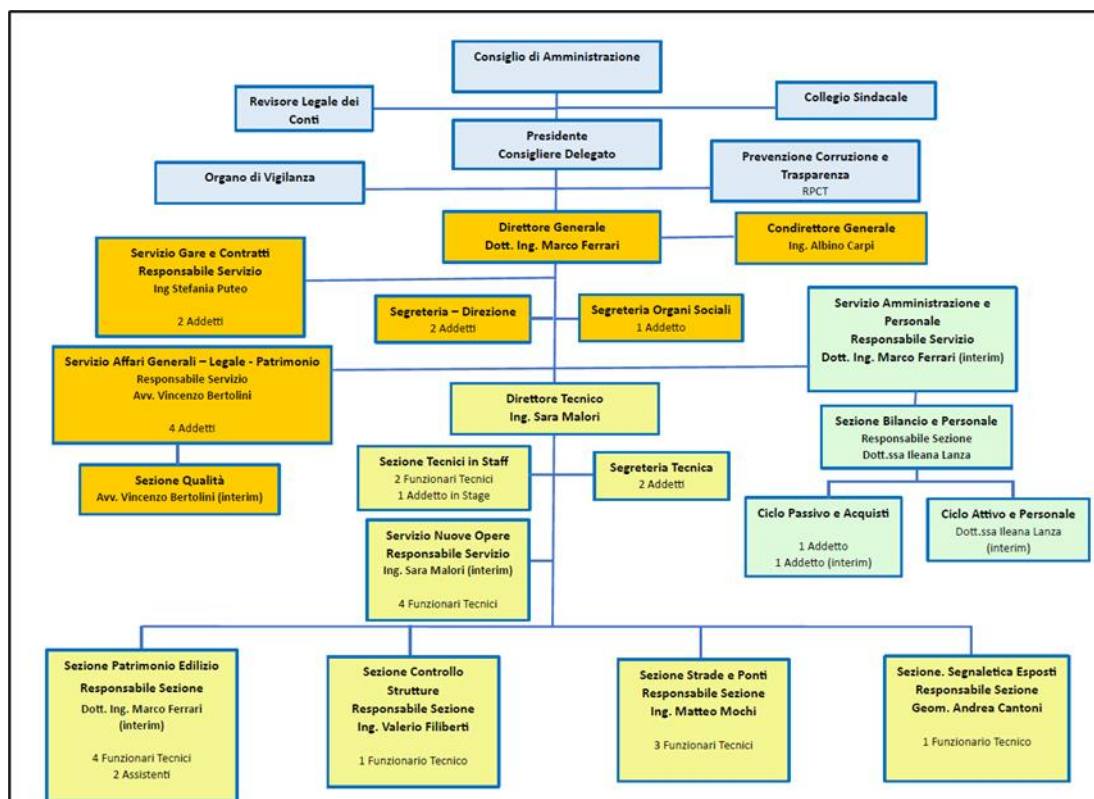 Consiglio di Amministrazione
Revisore Legale dei
Conti
Collegio Sindacale
Presidente
Consigliere Delegato
Organo di Vigilanza
Prevenzione Corruzione e
Trasparenza
RPCT
Direttore Generale
Dott. Ing. Marco Ferrari
Condirettore Generale
Ing. Albino Carpi
Servizio Gare e Contratti
Responsabile Servizio
Ing Stefania Puteo
2 Addetti
Segreteria – Direzione
2 Addetti
Segreteria Organi Sociali
1 Addetto
Servizio Amministrazione e
Personale
Responsabile Servizio
Dott. Ing. Marco Ferrari (interim)
Servizio Affari Generali – Legale - Patrimonio
Responsabile Servizio
Avv. Vincenzo Bertolini
4 Addetti
Direttore Tecnico
Ing. Sara Malori
Sezione Bilancio e Personale
Responsabile Sezione
Dott.ssa Ileana Lanza
Sezione Qualità
Avv. Vincenzo Bertolini (interim)
Sezione Tecnici in Staff
2 Funzionari Tecnici
1 Addetto in Stage
Segreteria Tecnica
2 Addetti
Ciclo Passivo e Acquisti
1 Addetto
1 Addetto (interim)
Ciclo Attivo e Personale
Dott.ssa Ileana Lanza
(interim)
Servizio Nuove Opere
Responsabile Servizio
Ing. Sara Malori (interim)
4 Funzionari Tecnici
Sezione Patrimonio Edilizio
Responsabile Sezione
Dott. Ing. Marco Ferrari
(interim)
4 Funzionari Tecnici
2 Assistenti
Sezione Controllo
Strutture
Responsabile Sezione
Ing. Valerio Filiberti
1 Funzionario Tecnico
Sezione Strade e Ponti
Responsabile Sezione
Ing. Matteo Mochi
3 Funzionari Tecnici
Sezione. Segnaletica Esposti
Responsabile Sezione
Geom. Andrea Cantoni
1 Funzionario Tecnico